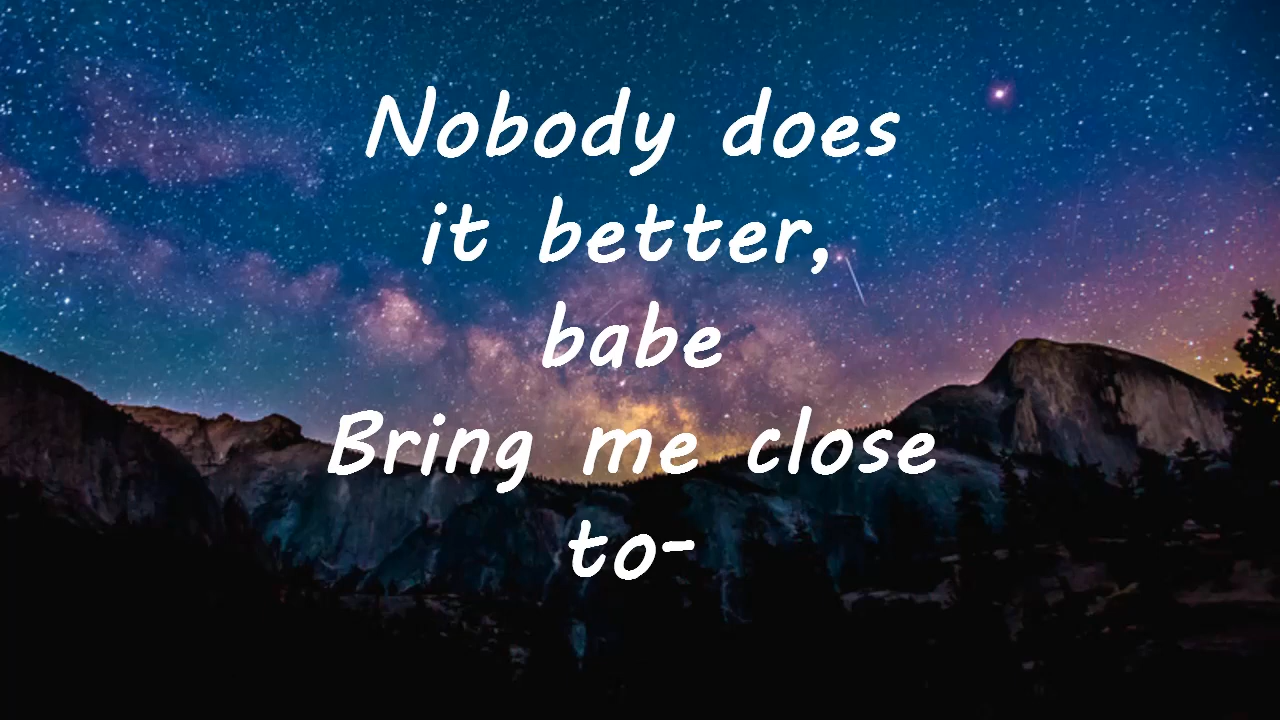 Nobody does
it better,
babe
Bring me close
to-